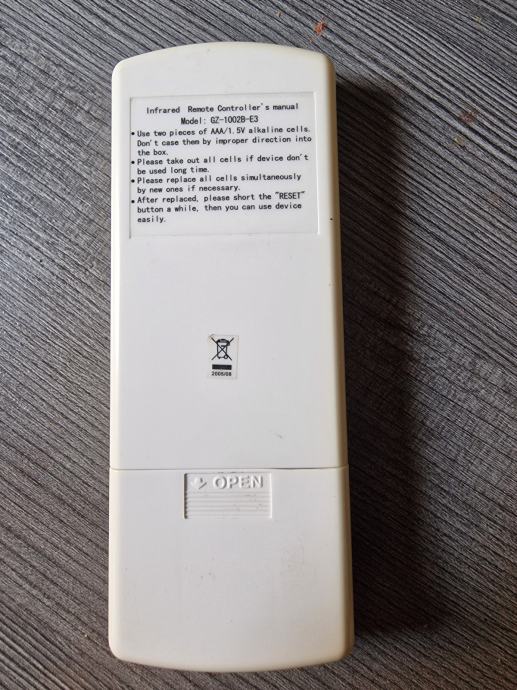 Infrared Remote Controller's manual
Model: GZ-1002B-E3
• Use two pieces of AAA/1.5V alkaline cells.
Don't case them by improper direction into
the box.
• Please take out all cells if device don't
be used long time.
• Please replace all cells simultaneously
by new ones if necessary.
• After replaced, please short the "RESET"
button a while, then you can use device
easily.
2005/08
OPEN